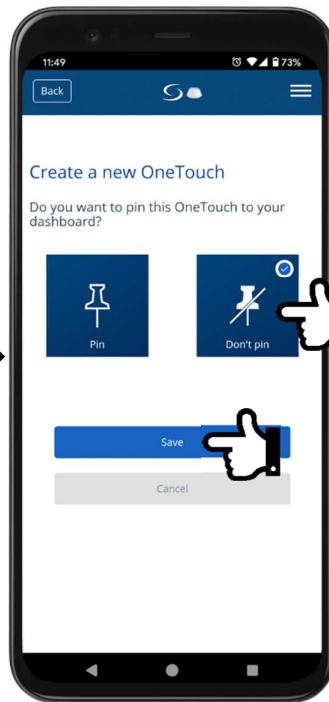 11:49
73%
Back
Create a new OneTouch
Do you want to pin this OneTouch to your
dashboard?
Pin
Don't pin
Save
Cancel